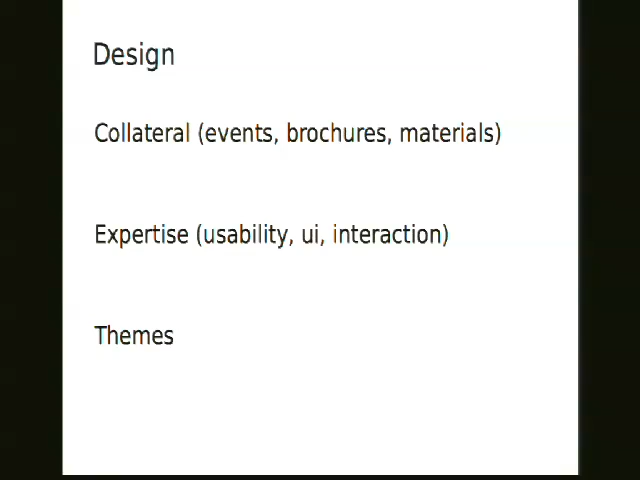 Design
Collateral (events, brochures, materials)
Expertise (usability, ui, interaction)
Themes